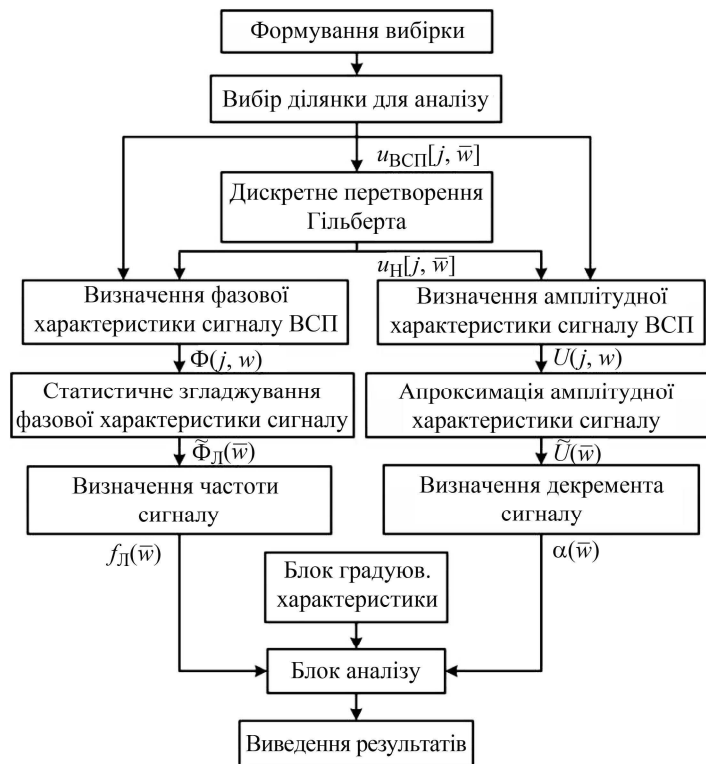 Формування вибірки
Вибір ділянки для аналізу
u_ВСП[j, w̅]
Дискретне перетворення
Гільберта
u_Н[j, w̅]
Визначення фазової
характеристики сигналу ВСП
Визначення амплітудної
характеристики сигналу ВСП
Φ(j, w)
U(j, w)
Статистичне згладжування
фазової характеристики сигналу
Апроксимація амплітудної
характеристики сигналу
Φ̃_Л(w̅)
Ũ(w̅)
Визначення частоти
сигналу
Визначення декремента
сигналу
f_Л(w̅)
α(w̅)
Блок градуюв.
характеристики
Блок аналізу
Виведення результатів